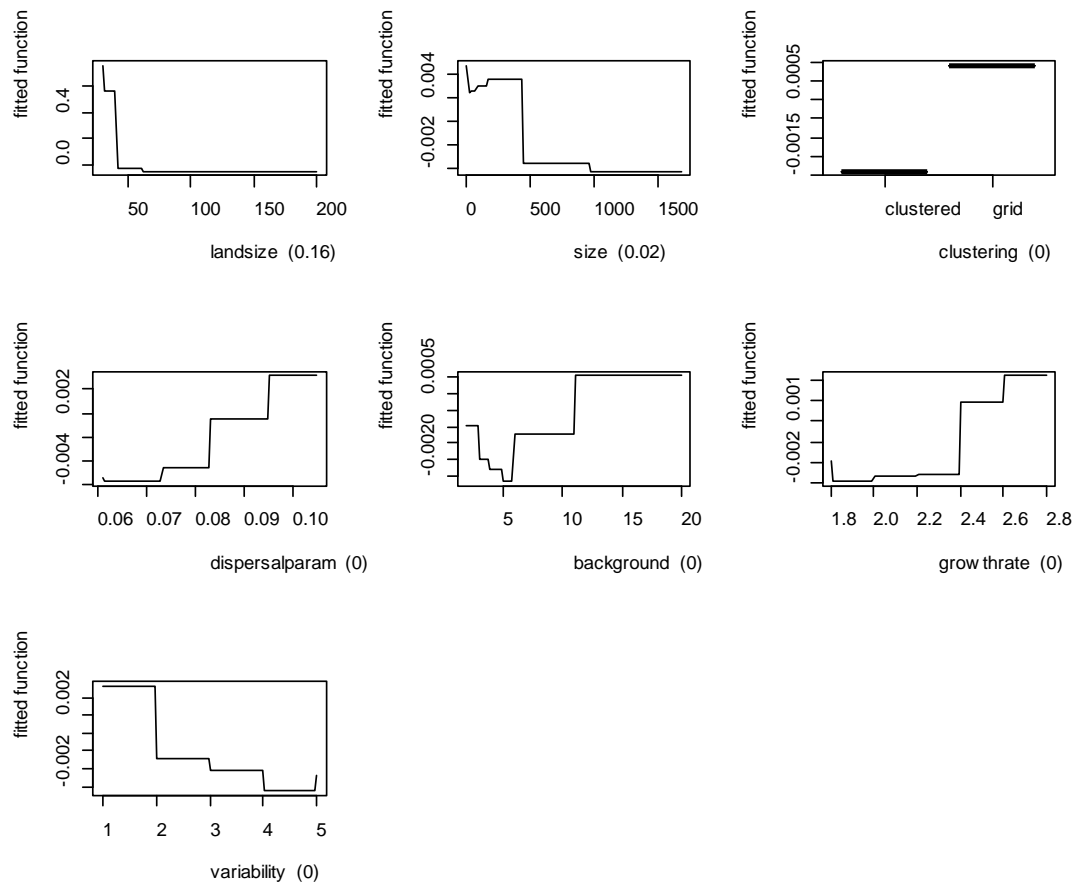 fitted function
0.4
0.0
50 100 150 200
landsize (0.16)
fitted function
0.004
-0.002
0 500 1000 1500
size (0.02)
fitted function
0.0005
-0.0015
-0.0015
clustered grid
clustering (0)
fitted function
0.002
-0.004
0.06 0.07 0.08 0.09 0.10
dispersalparam (0)
fitted function
0.0005
-0.0020
5 10 15 20
background (0)
fitted function
0.001
-0.002
1.8 2.0 2.2 2.4 2.6 2.8
grow thrate (0)
fitted function
0.002
-0.002
1 2 3 4 5
variability (0)